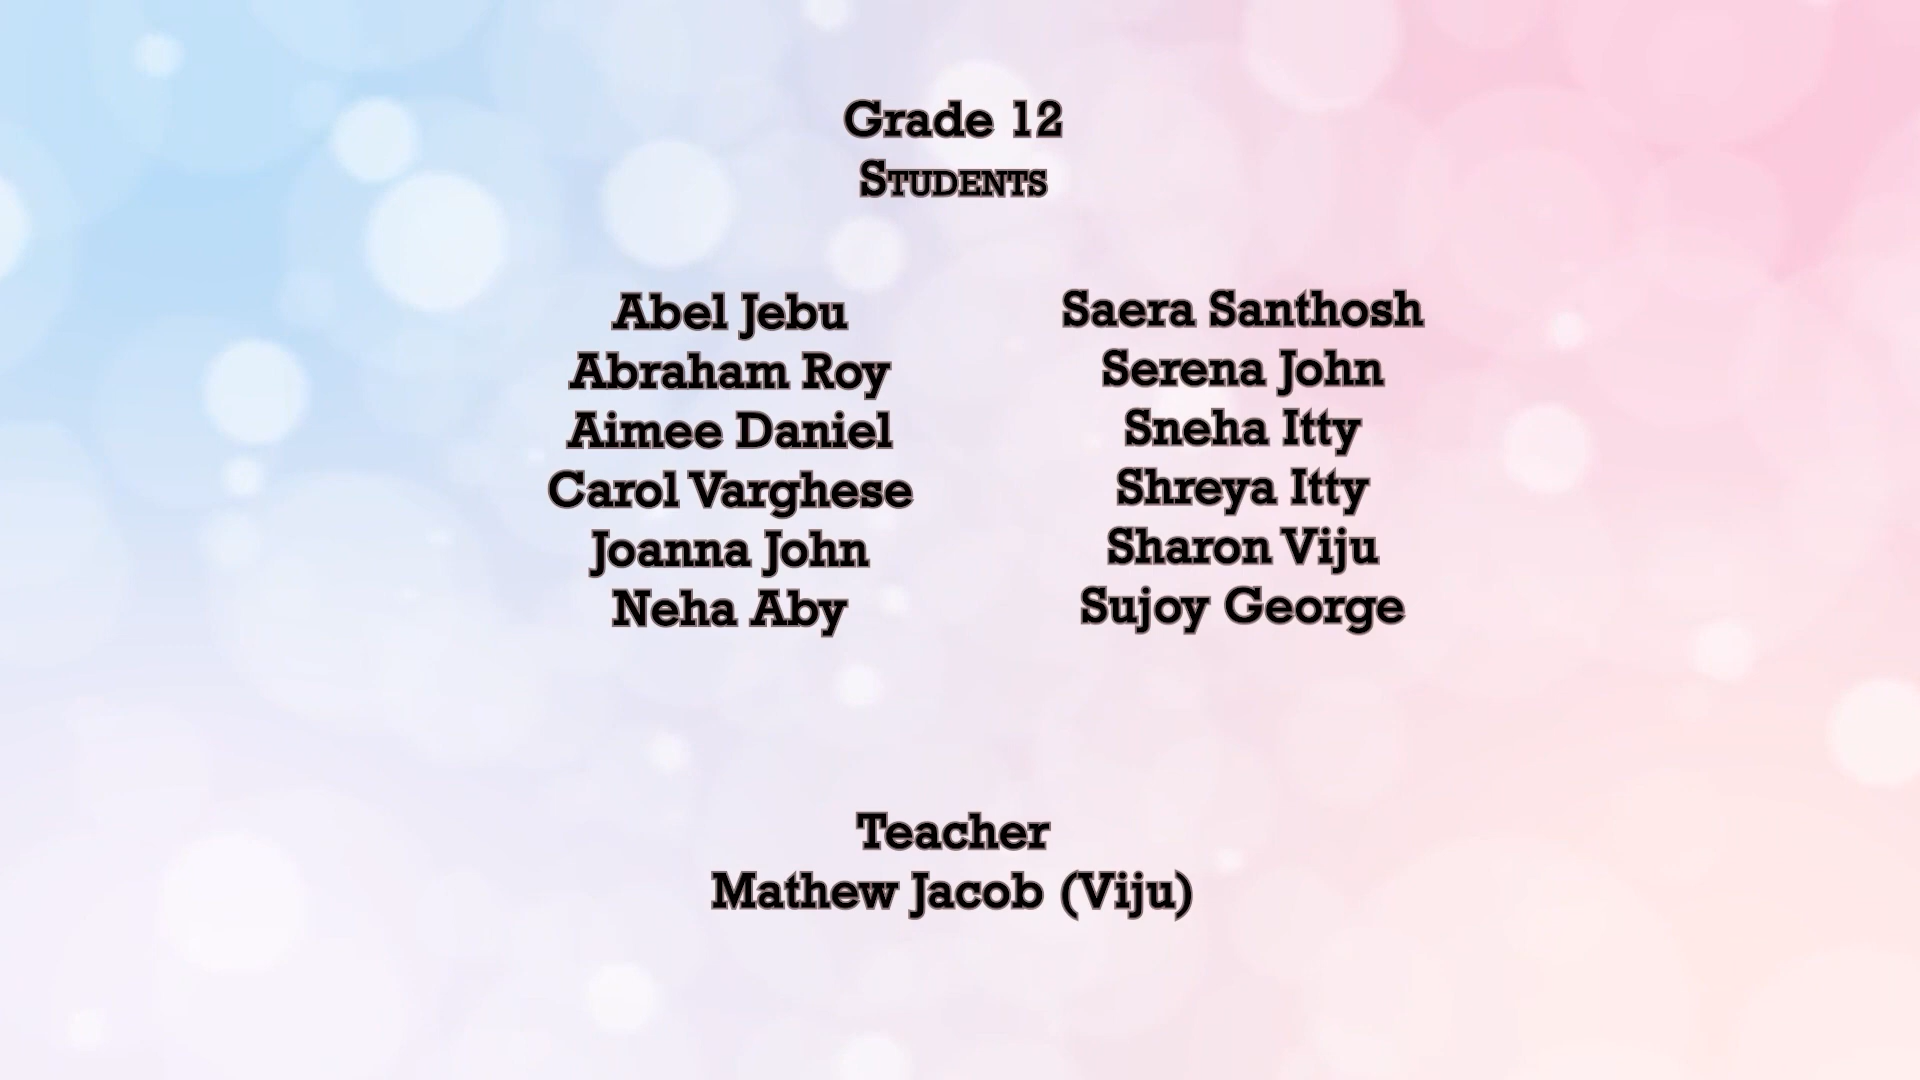 Grade 12
Students
Abel Jebu
Abraham Roy
Aimee Daniel
Carol Varghese
Joanna John
Neha Aby
Saera Santhosh
Serena John
Sneha Itty
Shreya Itty
Sharon Viju
Sujoy George
Teacher
Mathew Jacob (Viju)